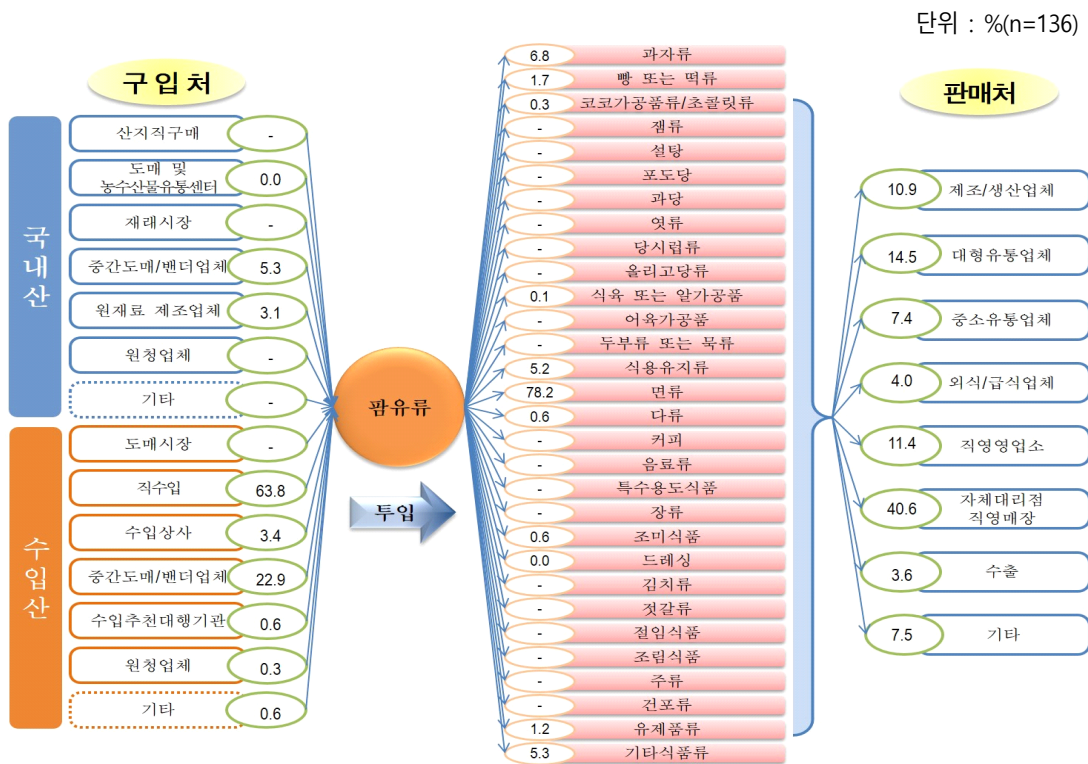 단위 : %(n=136)
구입처
국내산
산지직구매
-
도매 및
농수산물유통센터
0.0
재래시장
-
중간도매/밴더업체
5.3
원재료 제조업체
3.1
원청업체
-
기타
-
수입산
도매시장
-
직수입
63.8
수입상사
3.4
중간도매/밴더업체
22.9
수입추천대행기관
0.6
원청업체
0.3
기타
0.6
팜유류
투입
6.8 과자류
1.7 빵 또는 떡류
0.3 코코가공품류/초콜릿류
- 잼류
- 설탕
- 포도당
- 과당
- 엿류
- 당시럽류
- 올리고당류
0.1 식육 또는 알가공품
- 어육가공품
- 두부류 또는 묵류
5.2 식용유지류
78.2 면류
0.6 다류
- 커피
- 음료류
- 특수용도식품
- 장류
0.6 조미식품
0.0 드레싱
- 김치류
- 젓갈류
- 절임식품
- 조림식품
- 주류
- 건포류
1.2 유제품류
5.3 기타식품류
판매처
10.9 제조/생산업체
14.5 대형유통업체
7.4 중소유통업체
4.0 외식/급식업체
11.4 직영영업소
40.6 자체대리점
직영매장
3.6 수출
7.5 기타